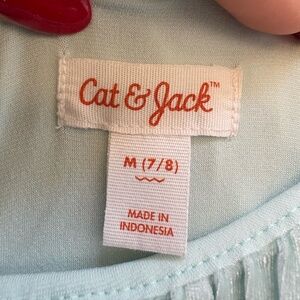 Cat & Jack™
M (7/8)
MADE IN
INDONESIA